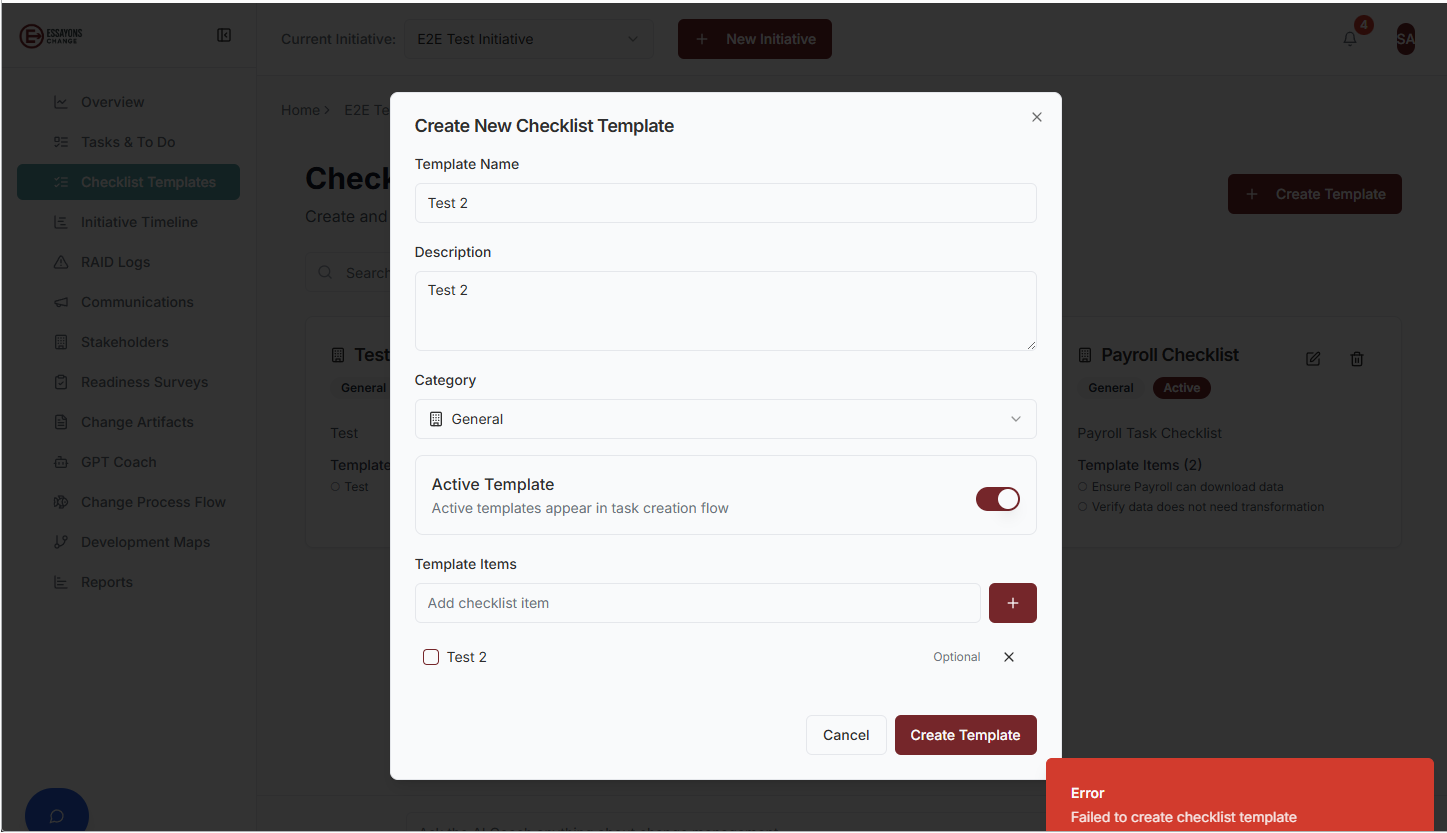 ESSAYONS
CHANGE
Current Initiative:
E2E Test Initiative
New Initiative
4
SA
Overview
Tasks & To Do
Checklist Templates
Initiative Timeline
RAID Logs
Communications
Stakeholders
Readiness Surveys
Change Artifacts
GPT Coach
Change Process Flow
Development Maps
Reports
Home > E2E Te
Check
Create and
Create Template
Search
Test
General
Test
Template
Test
Create New Checklist Template
Template Name
Test 2
Description
Test 2
Category
General
Active Template
Active templates appear in task creation flow
Template Items
Add checklist item
Test 2
Optional
Cancel
Create Template
Payroll Checklist
General
Active
Payroll Task Checklist
Template Items (2)
Ensure Payroll can download data
Verify data does not need transformation
Error
Failed to create checklist template